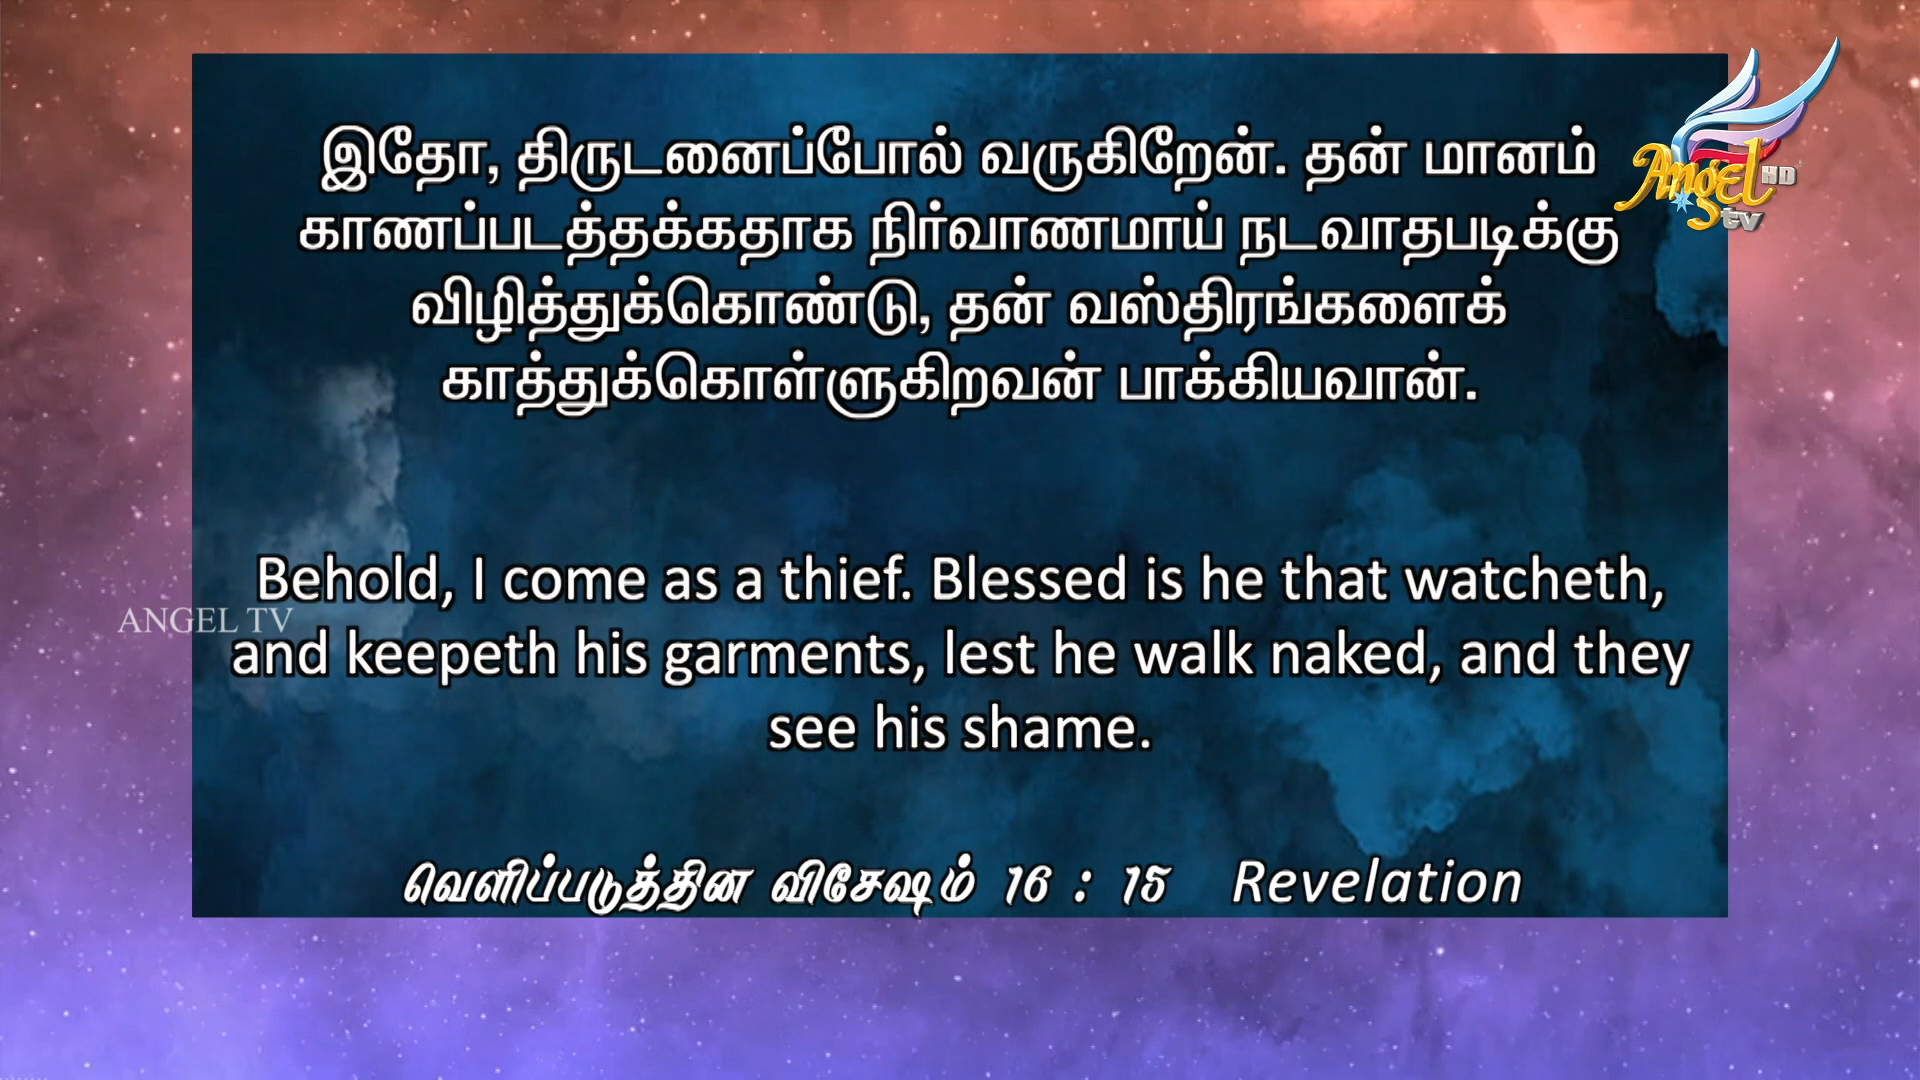 இதோ, திருடனைப்போல் வருகிறேன். தன் மானம்
காணப்படத்தக்கதாக நிர்வாணமாய் நடவாதபடிக்கு
விழித்துக்கொண்டு, தன் வஸ்திரங்களைக்
காத்துக்கொள்ளுகிறவன் பாக்கியவான்.
Angel HD
tv
Behold, I come as a thief. Blessed is he that watcheth,
ANGEL TV
and keepeth his garments, lest he walk naked, and they
see his shame.
வெளிப்படுத்தின விசேஷம் 16 : 15 Revelation